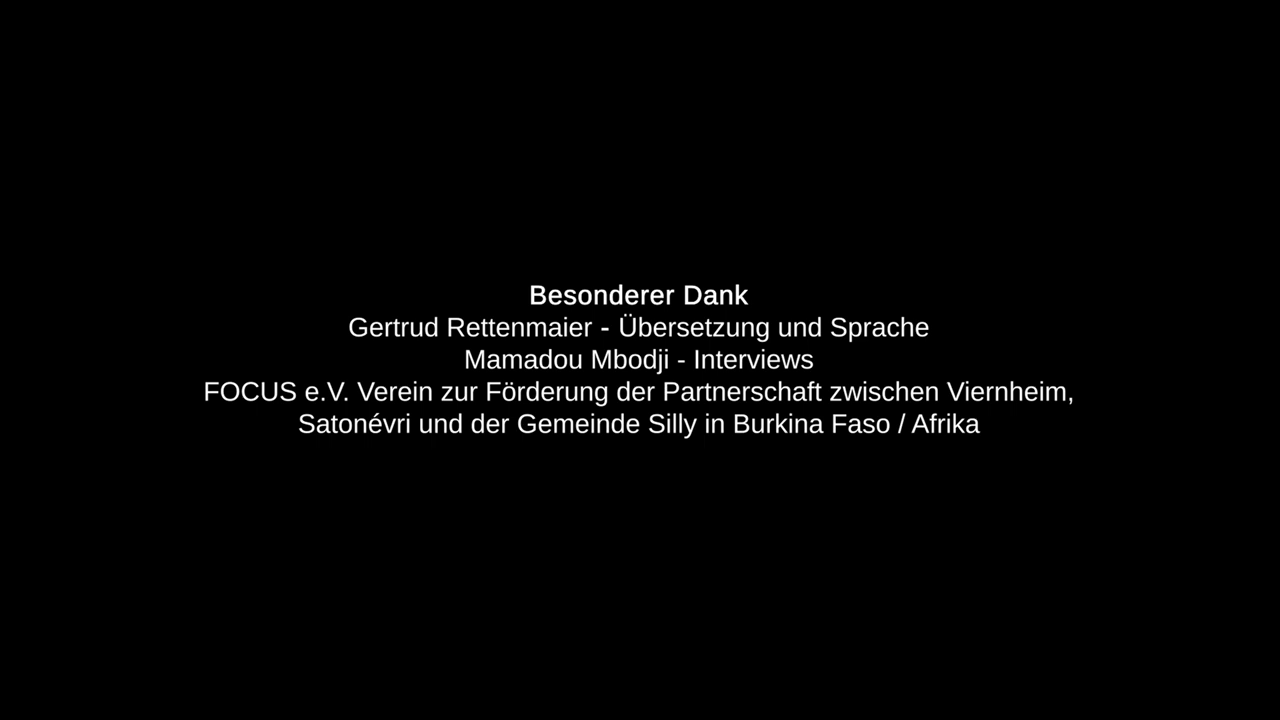 Besonderer Dank
Gertrud Rettenmaier - Übersetzung und Sprache
Mamadou Mbodji - Interviews
FOCUS e.V. Verein zur Förderung der Partnerschaft zwischen Viernheim,
Satonévri und der Gemeinde Silly in Burkina Faso / Afrika